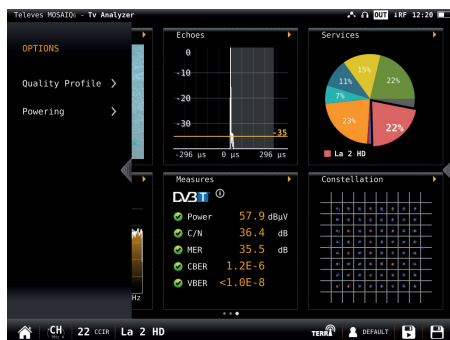 Televes MOSAIQ6 - Tv Analyzer
OUT ↓RF 12:20
OPTIONS
Quality Profile >
Powering >
Echoes
0
-10
-20
-30
-35
-296 µs 0 µs 296 µs
Services
15%
11%
22%
7%
23%
22%
La 2 HD
Hz
Measures
DVB T
Power 57.9 dBµV
C/N 36.4 dB
MER 35.5 dB
CBER 1.2E-6
VBER <1.0E-8
Constellation
CH 22 CCIR La 2 HD
TERR DEFAULT